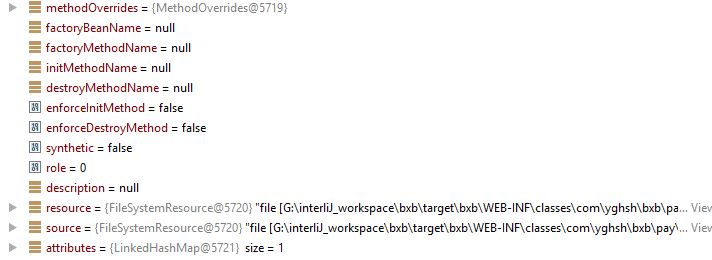 methodOverrides = {MethodOverrides@5719}
factoryBeanName = null
factoryMethodName = null
initMethodName = null
destroyMethodName = null
enforceInitMethod = false
enforceDestroyMethod = false
synthetic = false
role = 0
description = null
resource = {FileSystemResource@5720} "file [G:\interliJ_workspace\bxb\target\bxb\WEB-INF\classes\com\yghsh\bxb\pa... View
source = {FileSystemResource@5720} "file [G:\interliJ_workspace\bxb\target\bxb\WEB-INF\classes\com\yghsh\bxb\pay\... View
attributes = {LinkedHashMap@5721} size = 1